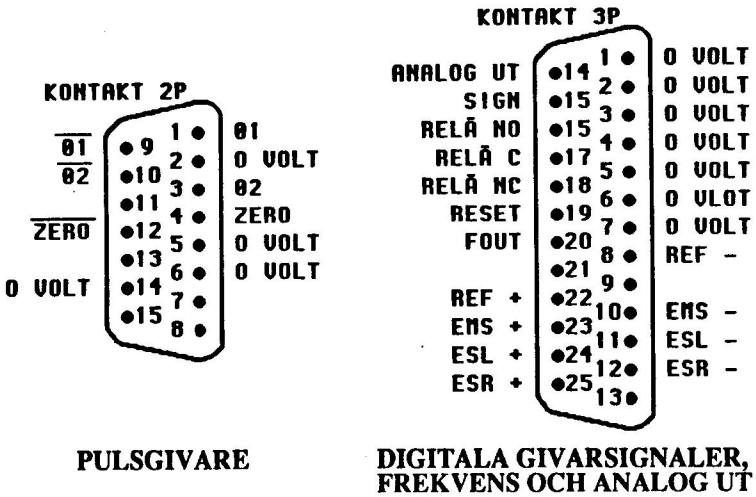 KONTAKT 2P
1 Ø1
Ø1 9
2 0 VOLT
Ø2 10
3 Ø2
11
4 ZERO
ZERO 12
5 0 VOLT
13
6 0 VOLT
0 VOLT 14
7
15
8
PULSGIVARE
KONTAKT 3P
1 0 VOLT
ANALOG UT 14
2 0 VOLT
SIGN 15
3 0 VOLT
RELÄ NO 15
4 0 VOLT
RELÄ C 17
5 0 VOLT
RELÄ NC 18
6 0 VLOT
RESET 19
7 0 VOLT
FOUT 20
8 REF -
21
9
REF + 22
10 EMS -
EMS + 23
11 ESL -
ESL + 24
12 ESR -
ESR + 25
13
DIGITALA GIVARSIGNALER,
FREKVENS OCH ANALOG UT